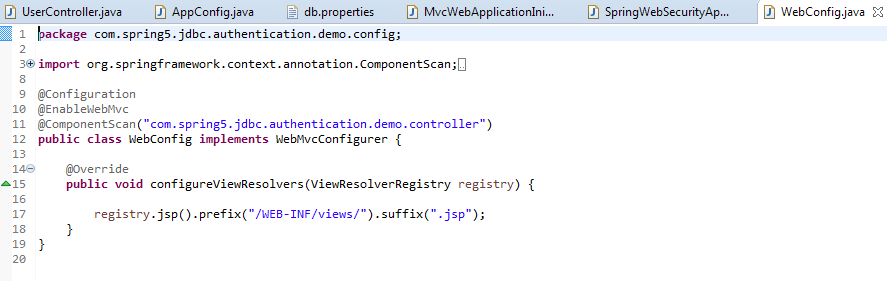 UserController.java AppConfig.java db.properties MvcWebApplicationIni... SpringWebSecurityAp... WebConfig.java
1 package com.spring5.jdbc.authentication.demo.config;
2
3 import org.springframework.context.annotation.ComponentScan;
8
9 @Configuration
10 @EnableWebMvc
11 @ComponentScan("com.spring5.jdbc.authentication.demo.controller")
12 public class WebConfig implements WebMvcConfigurer {
13
14 @Override
15 public void configureViewResolvers(ViewResolverRegistry registry) {
16
17 registry.jsp().prefix("/WEB-INF/views/").suffix(".jsp");
18 }
19 }
20